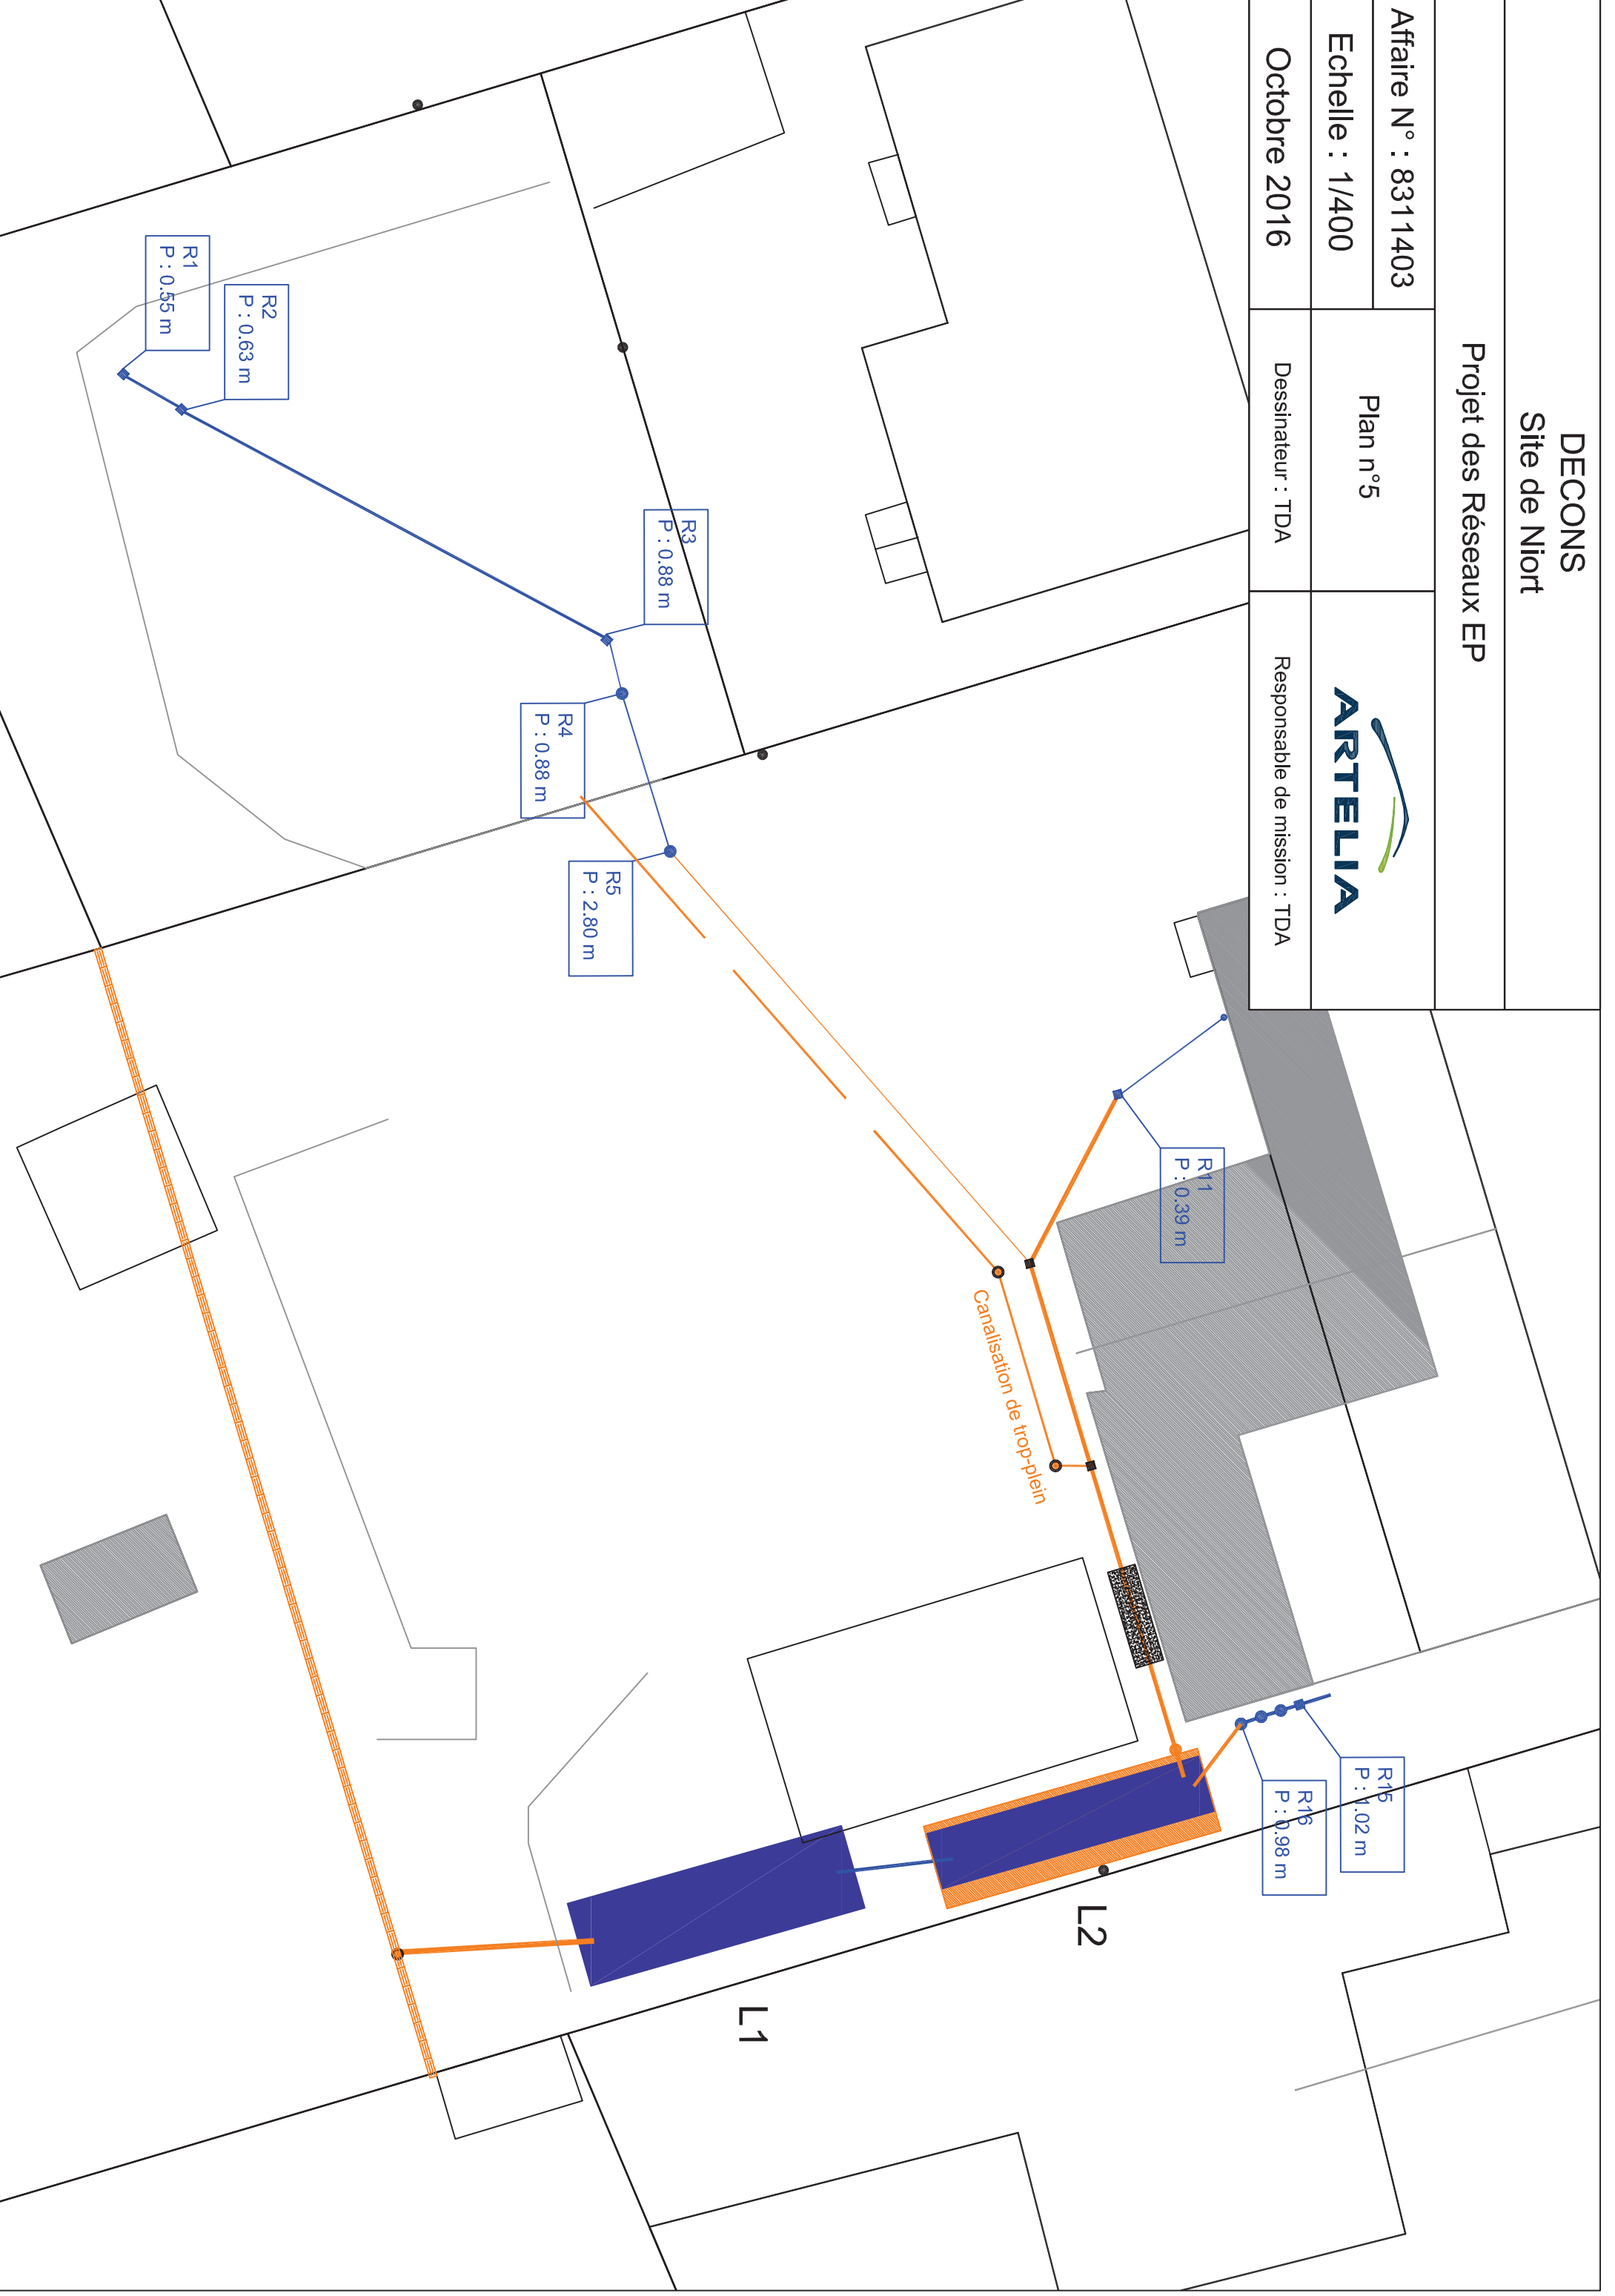 DECONS
Site de Niort
Projet des Réseaux EP
Affaire N° : 8311403
Echelle : 1/400
Octobre 2016
Plan n°5
Dessinateur : TDA
ARTELIA
Responsable de mission : TDA
R1
P : 0.55 m
R2
P : 0.63 m
R3
P : 0.88 m
R4
P : 0.88 m
R5
P : 2.80 m
R11
P : 0.39 m
Canalisation de trop-plein
R15
P : 1.02 m
R16
P : 0.98 m
L2
L1